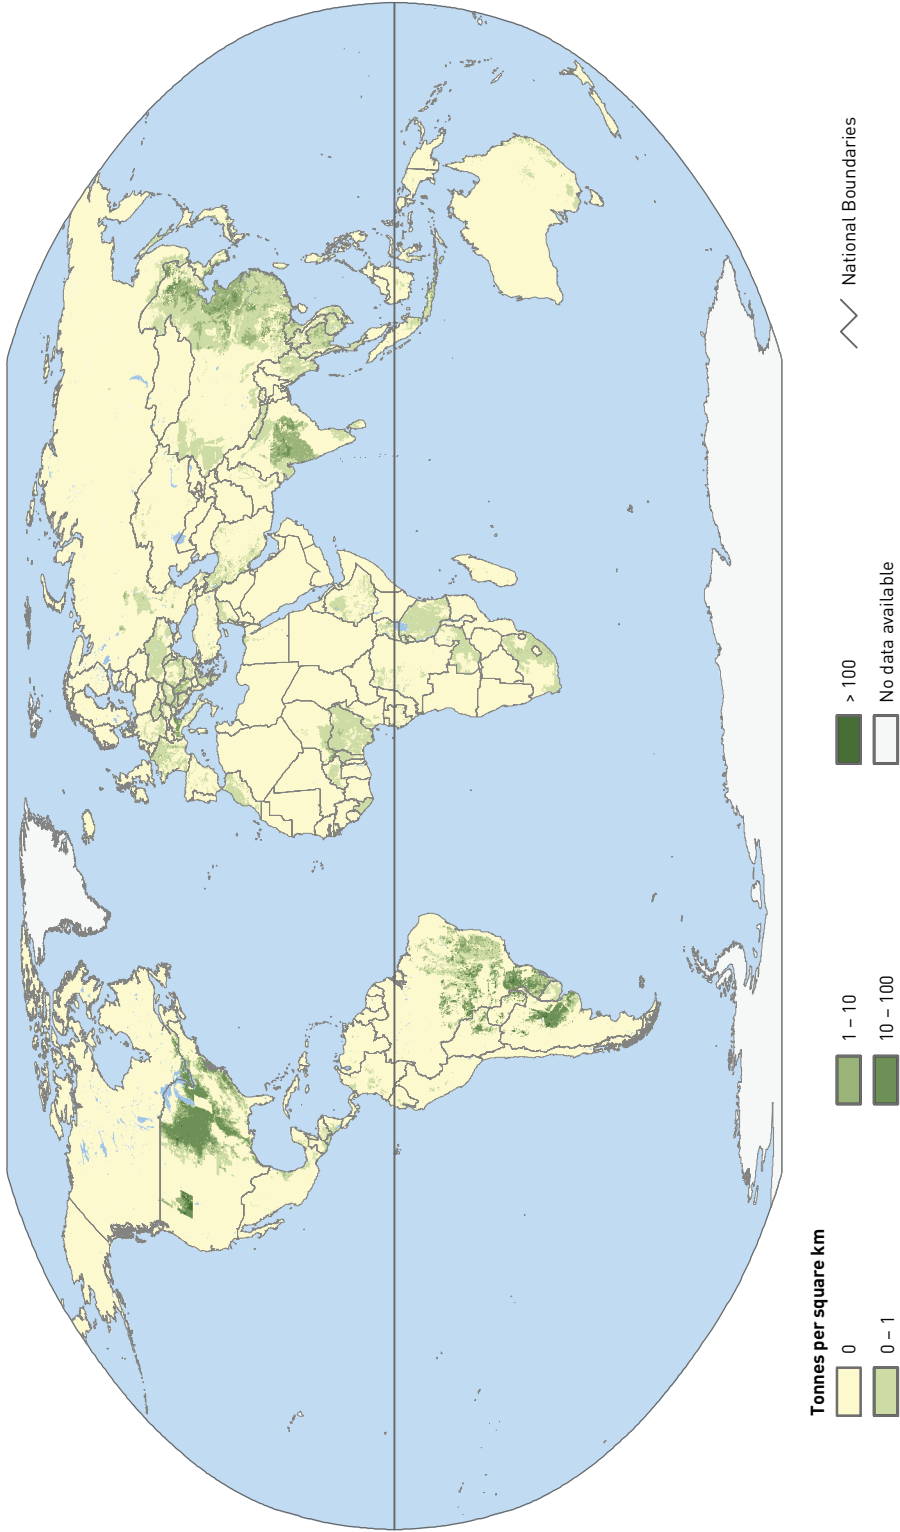 Tonnes per square km
0
0 – 1
1 – 10
10 – 100
> 100
No data available
National Boundaries